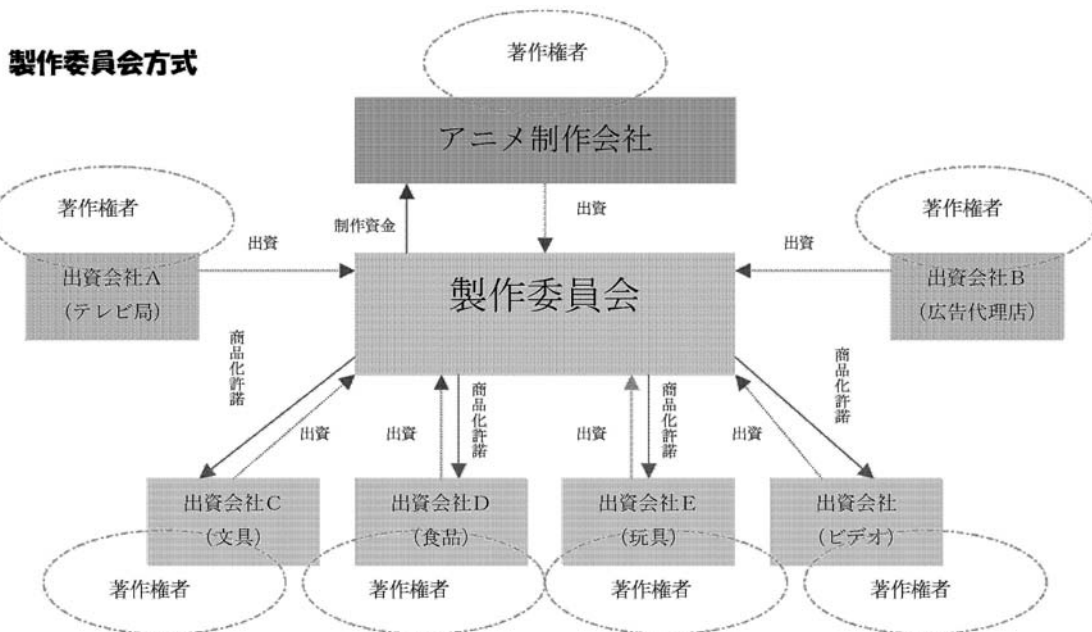 製作委員会方式
著作権者
アニメ制作会社
制作資金
出資
著作権者
出資
出資会社A
(テレビ局)
製作委員会
著作権者
出資
出資会社B
(広告代理店)
商品化許諾
出資
出資
商品化許諾
出資
商品化許諾
出資
商品化許諾
出資会社C
(文具)
著作権者
出資会社D
(食品)
著作権者
出資会社E
(玩具)
著作権者
出資会社
(ビデオ)
著作権者